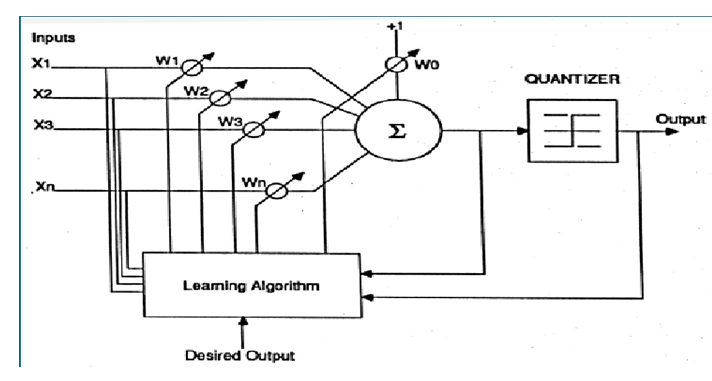 Inputs
+1
X1
W1
W0
X2
W2
QUANTIZER
X3
W3
Σ
Output
Xn
Wn
Learning Algorithm
Desired Output